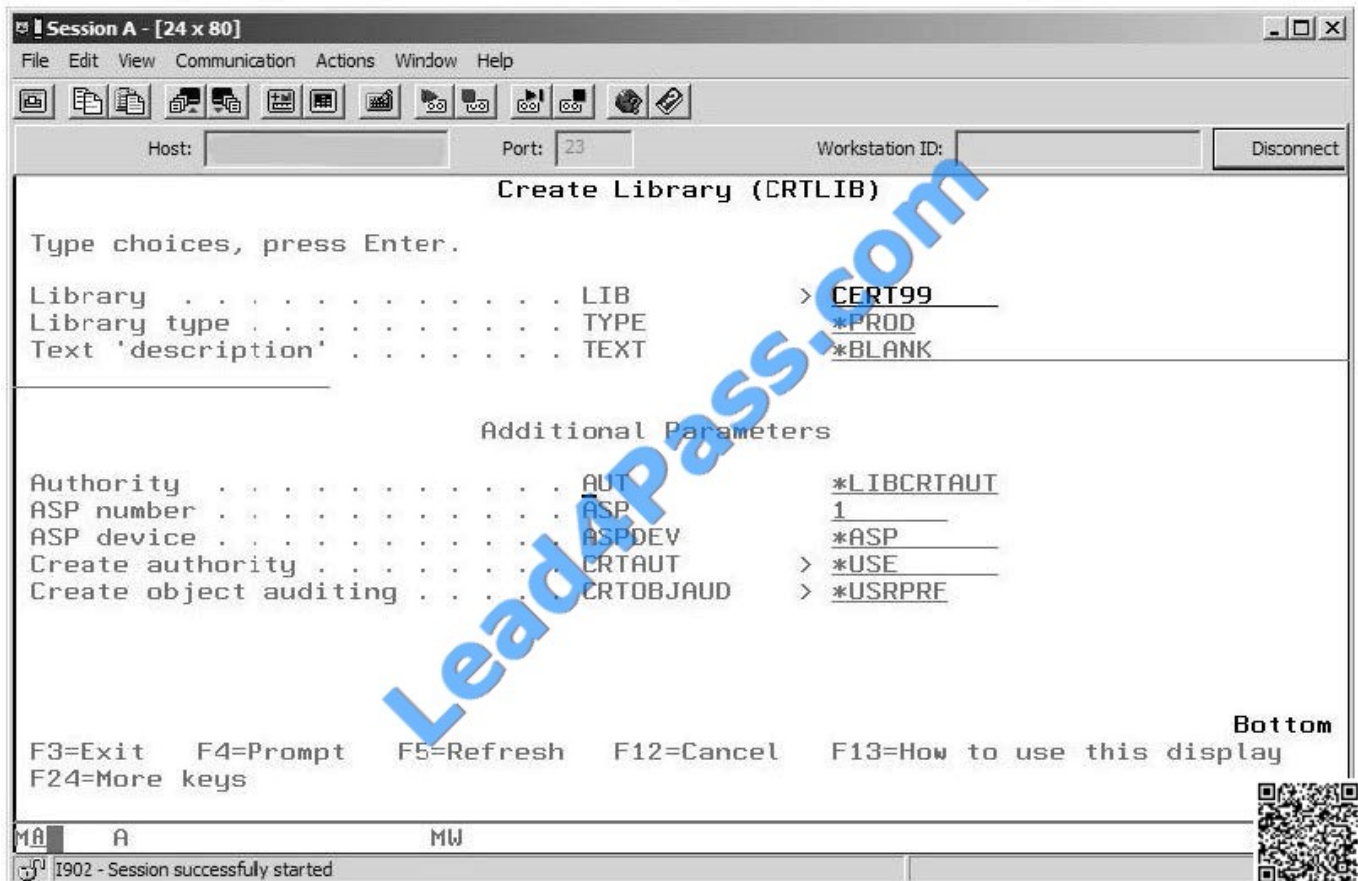 Session A - [24 x 80]
File Edit View Communication Actions Window Help
Host: Port: 23 Workstation ID: Disconnect
Create Library (CRTLIB)
Type choices, press Enter.
Library . . . . . . . . . . . . . LIB > CERT99
Library type . . . . . . . . . . TYPE *PROD
Text 'description' . . . . . . . TEXT *BLANK
Additional Parameters
Authority . . . . . . . . . . . . AUT *LIBCRTAUT
ASP number . . . . . . . . . . . ASP 1
ASP device . . . . . . . . . . . ASPDEV *ASP
Create authority . . . . . . . . CRTAUT > *USE
Create object auditing . . . . . CRTOBJAUD > *USRPRF
Bottom
F3=Exit F4=Prompt F5=Refresh F12=Cancel F13=How to use this display
F24=More keys
MA A MW
I902 - Session successfully started
Lead4Pass.com